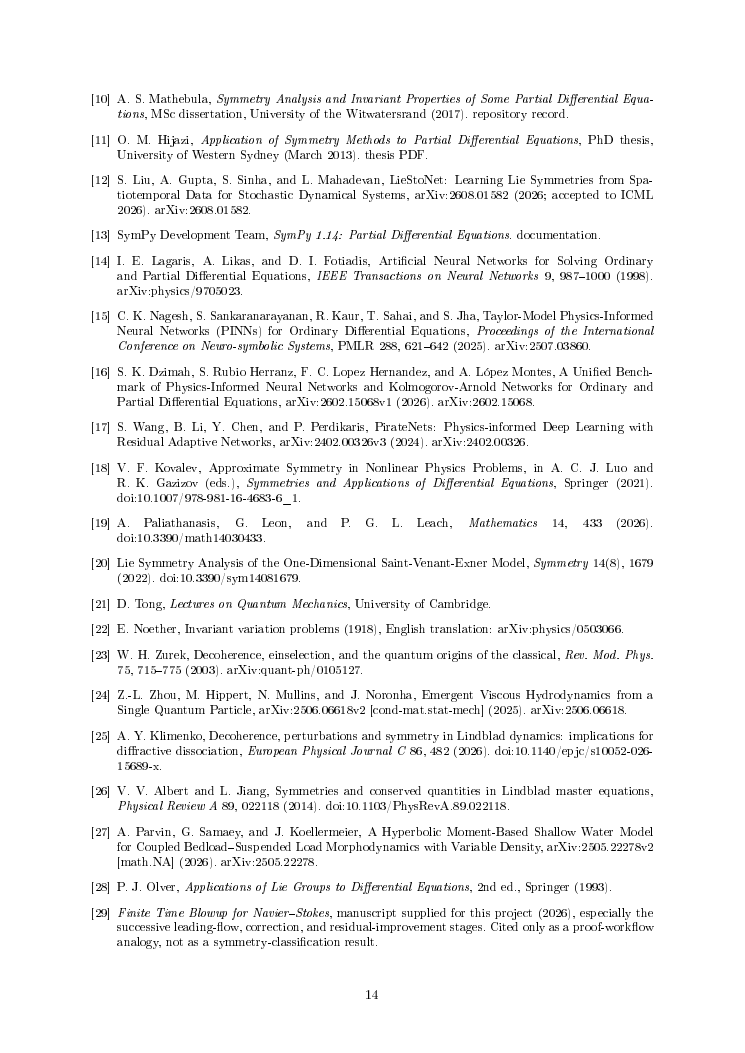 [10] A. S. Mathebula, Symmetry Analysis and Invariant Properties of Some Partial Differential Equa-
tions, MSc dissertation, University of the Witwatersrand (2017). repository record.
[11] O. M. Hijazi, Application of Symmetry Methods to Partial Differential Equations, PhD thesis,
University of Western Sydney (March 2013). thesis PDF.
[12] S. Liu, A. Gupta, S. Sinha, and L. Mahadevan, LieStoNet: Learning Lie Symmetries from Spa-
tiotemporal Data for Stochastic Dynamical Systems, arXiv:2608.01582 (2026; accepted to ICML
2026). arXiv:2608.01582.
[13] SymPy Development Team, SymPy 1.14: Partial Differential Equations. documentation.
[14] I. E. Lagaris, A. Likas, and D. I. Fotiadis, Artificial Neural Networks for Solving Ordinary
and Partial Differential Equations, IEEE Transactions on Neural Networks 9, 987–1000 (1998).
arXiv:physics/9705023.
[15] C. K. Nagesh, S. Sankaranarayanan, R. Kaur, T. Sahai, and S. Jha, Taylor-Model Physics-Informed
Neural Networks (PINNs) for Ordinary Differential Equations, Proceedings of the International
Conference on Neuro-symbolic Systems, PMLR 288, 621–642 (2025). arXiv:2507.03860.
[16] S. K. Dzimah, S. Rubio Herranz, F. C. Lopez Hernandez, and A. López Montes, A Unified Bench-
mark of Physics-Informed Neural Networks and Kolmogorov-Arnold Networks for Ordinary and
Partial Differential Equations, arXiv:2602.15068v1 (2026). arXiv:2602.15068.
[17] S. Wang, B. Li, Y. Chen, and P. Perdikaris, PirateNets: Physics-informed Deep Learning with
Residual Adaptive Networks, arXiv:2402.00326v3 (2024). arXiv:2402.00326.
[18] V. F. Kovalev, Approximate Symmetry in Nonlinear Physics Problems, in A. C. J. Luo and
R. K. Gazizov (eds.), Symmetries and Applications of Differential Equations, Springer (2021).
doi:10.1007/978-981-16-4683-6_1.
[19] A. Paliathanasis, G. Leon, and P. G. L. Leach, Mathematics 14, 433 (2026).
doi:10.3390/math14030433.
[20] Lie Symmetry Analysis of the One-Dimensional Saint-Venant-Exner Model, Symmetry 14(8), 1679
(2022). doi:10.3390/sym14081679.
[21] D. Tong, Lectures on Quantum Mechanics, University of Cambridge.
[22] E. Noether, Invariant variation problems (1918), English translation: arXiv:physics/0503066.
[23] W. H. Zurek, Decoherence, einselection, and the quantum origins of the classical, Rev. Mod. Phys.
75, 715–775 (2003). arXiv:quant-ph/0105127.
[24] Z.-L. Zhou, M. Hippert, N. Mullins, and J. Noronha, Emergent Viscous Hydrodynamics from a
Single Quantum Particle, arXiv:2506.06618v2 [cond-mat.stat-mech] (2025). arXiv:2506.06618.
[25] A. Y. Klimenko, Decoherence, perturbations and symmetry in Lindblad dynamics: implications for
diffractive dissociation, European Physical Journal C 86, 482 (2026). doi:10.1140/epjc/s10052-026-
15689-x.
[26] V. V. Albert and L. Jiang, Symmetries and conserved quantities in Lindblad master equations,
Physical Review A 89, 022118 (2014). doi:10.1103/PhysRevA.89.022118.
[27] A. Parvin, G. Samaey, and J. Koellermeier, A Hyperbolic Moment-Based Shallow Water Model
for Coupled Bedload–Suspended Load Morphodynamics with Variable Density, arXiv:2505.22278v2
[math.NA] (2026). arXiv:2505.22278.
[28] P. J. Olver, Applications of Lie Groups to Differential Equations, 2nd ed., Springer (1993).
[29] Finite Time Blowup for Navier–Stokes, manuscript supplied for this project (2026), especially the
successive leading-flow, correction, and residual-improvement stages. Cited only as a proof-workflow
analogy, not as a symmetry-classification result.
14